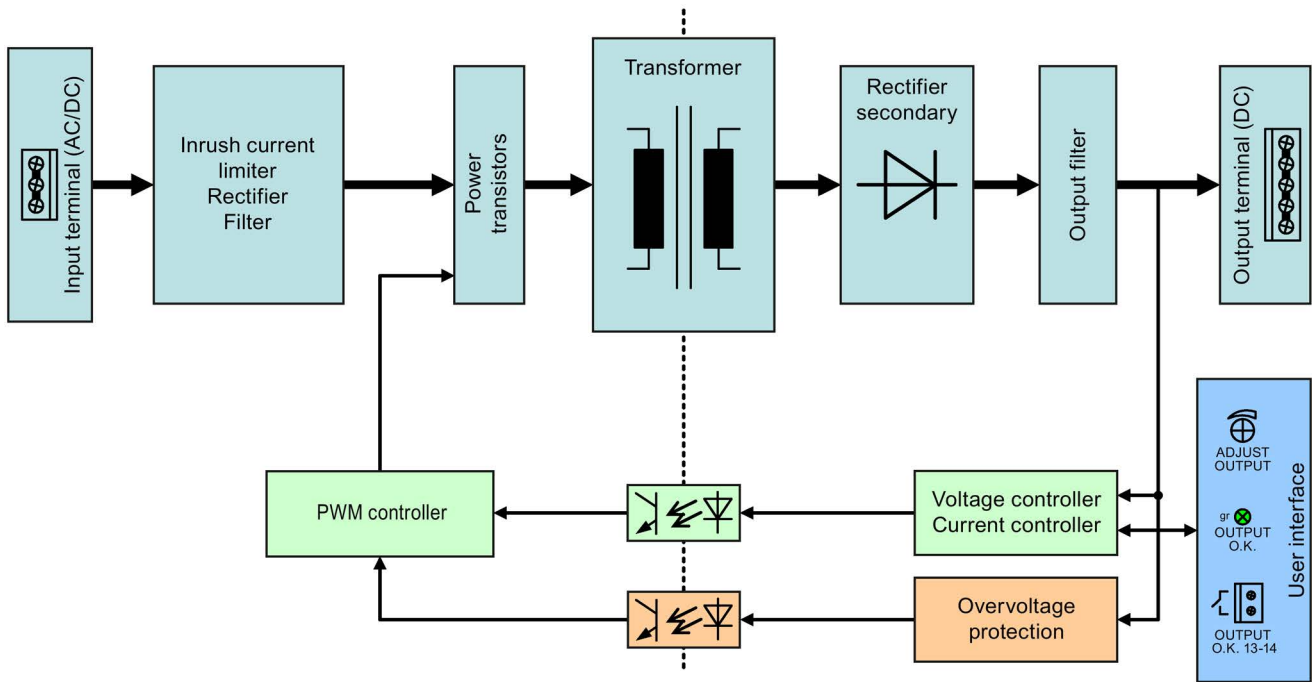 Input terminal (AC/DC)
Inrush current
limiter
Rectifier
Filter
Power
transistors
Transformer
Rectifier
secondary
Output filter
Output terminal (DC)
PWM controller
Voltage controller
Current controller
Overvoltage
protection
ADJUST
OUTPUT
gr
OUTPUT
O.K.
OUTPUT
O.K. 13-14
User interface